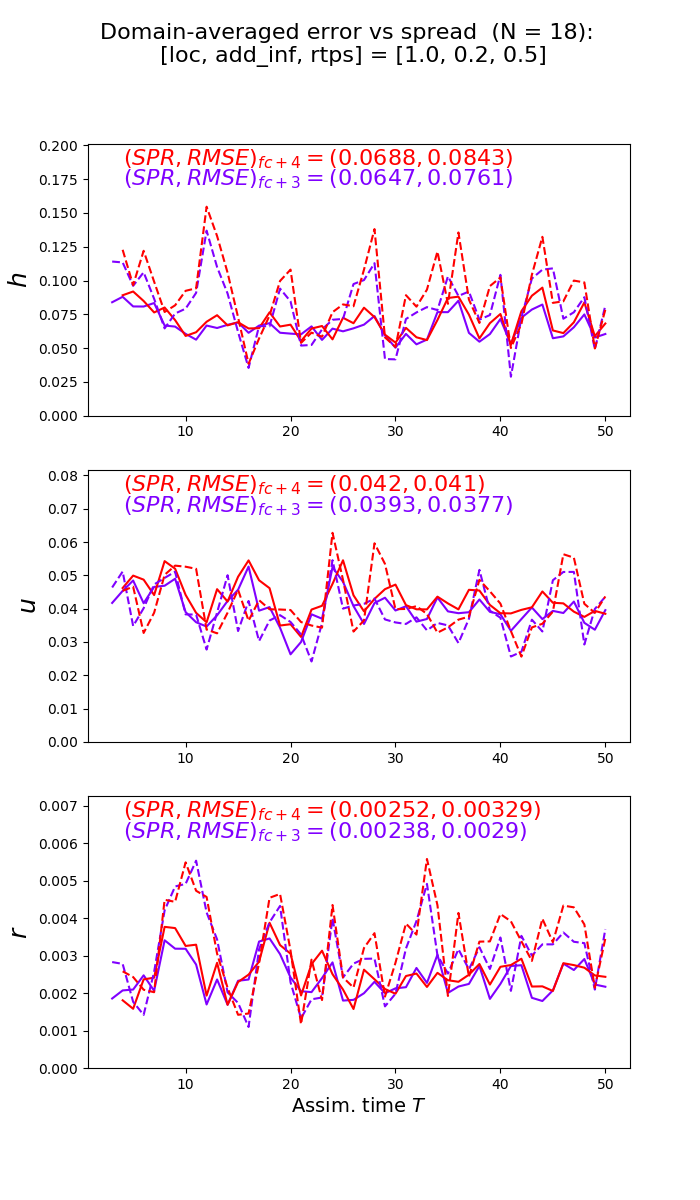 Domain-averaged error vs spread (N = 18):
[loc, add_inf, rtps] = [1.0, 0.2, 0.5]
(SPR, RMSE)fc+4 = (0.0688, 0.0843)
(SPR, RMSE)fc+3 = (0.0647, 0.0761)
0.200
0.175
0.150
0.125
0.100
0.075
0.050
0.025
0.000
h
10 20 30 40 50
(SPR, RMSE)fc+4 = (0.042, 0.041)
(SPR, RMSE)fc+3 = (0.0393, 0.0377)
0.08
0.07
0.06
0.05
0.04
0.03
0.02
0.01
0.00
u
10 20 30 40 50
(SPR, RMSE)fc+4 = (0.00252, 0.00329)
(SPR, RMSE)fc+3 = (0.00238, 0.0029)
0.007
0.006
0.005
0.004
0.003
0.002
0.001
0.000
r
10 20 30 40 50
Assim. time T